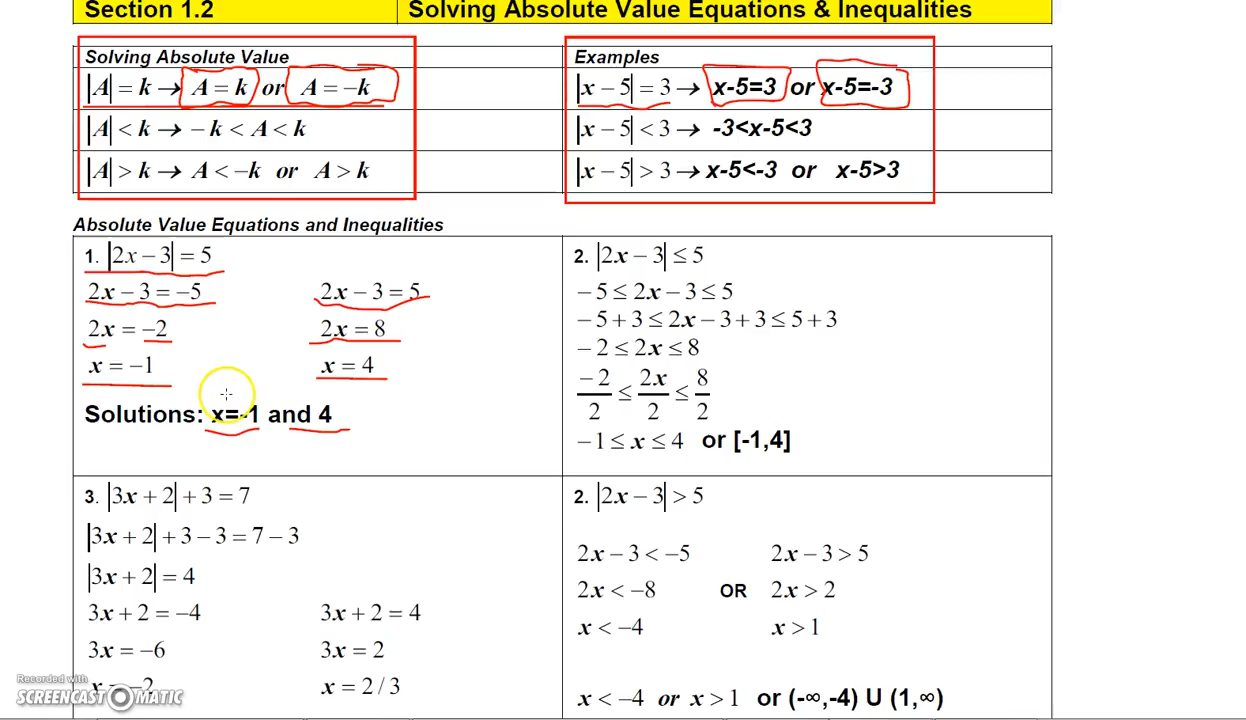 Section 1.2 Solving Absolute Value Equations & Inequalities
Solving Absolute Value
|A| = k → A = k or A = −k
|A| < k → −k < A < k
|A| > k → A < −k or A > k
Examples
|x − 5| = 3 → x-5=3 or x-5=-3
|x − 5| < 3 → -3<x-5<3
|x − 5| > 3 → x-5<-3 or x-5>3
Absolute Value Equations and Inequalities
1. |2x − 3| = 5
2x − 3 = −5 2x − 3 = 5
2x = −2 2x = 8
x = −1 x = 4
Solutions: x=-1 and 4
2. |2x − 3| ≤ 5
−5 ≤ 2x − 3 ≤ 5
−5 + 3 ≤ 2x − 3 + 3 ≤ 5 + 3
−2 ≤ 2x ≤ 8
−2/2 ≤ 2x/2 ≤ 8/2
−1 ≤ x ≤ 4 or [-1,4]
3. |3x + 2| + 3 = 7
|3x + 2| + 3 − 3 = 7 − 3
|3x + 2| = 4
3x + 2 = −4 3x + 2 = 4
3x = −6 3x = 2
x = −2 x = 2 / 3
2. |2x − 3| > 5
2x − 3 < −5 2x − 3 > 5
2x < −8 OR 2x > 2
x < −4 x > 1
x < −4 or x > 1 or (-∞,-4) U (1,∞)
Recorded with
SCREENCAST-O-MATIC